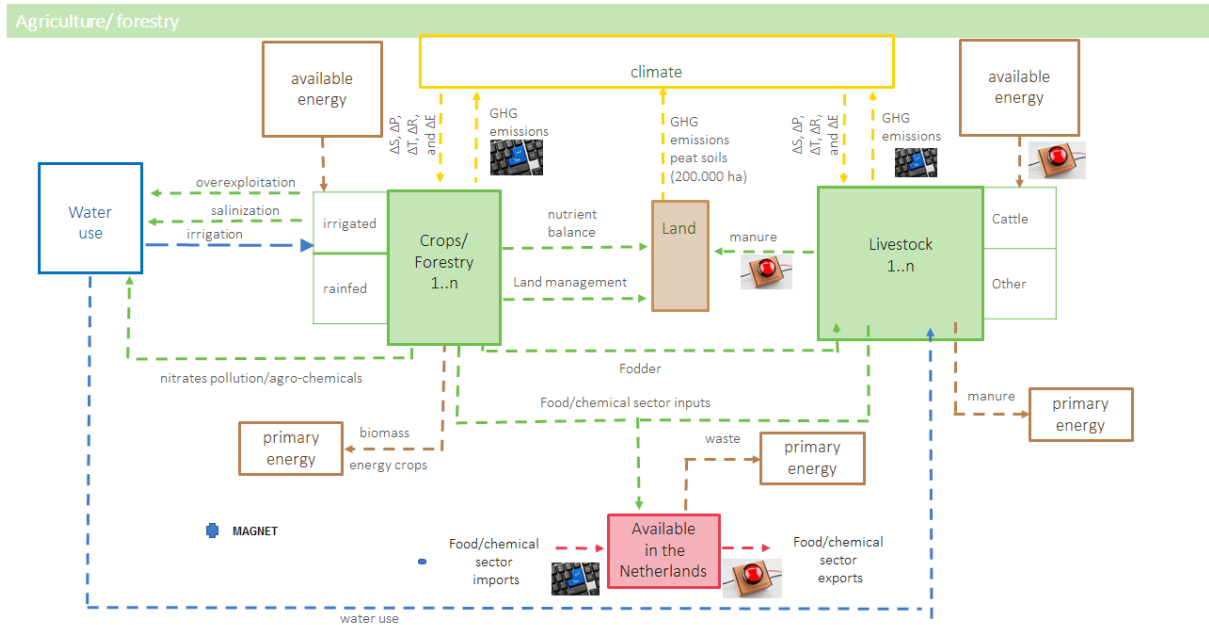 Agriculture/ forestry
available
energy
climate
available
energy
ΔS, ΔP,
ΔT, ΔR,
and ΔE
GHG
emissions
GHG
emissions
peat soils
(200.000 ha)
ΔS, ΔP,
ΔT, ΔR,
and ΔE
GHG
emissions
Water
use
overexploitation
salinization
irrigation
irrigated
rainfed
Crops/
Forestry
1..n
nutrient
balance
Land management
Land
manure
Livestock
1..n
Cattle
Other
nitrates pollution/agro-chemicals
Fodder
Food/chemical sector inputs
primary
energy
biomass
energy crops
waste
primary
energy
manure
primary
energy
MAGNET
Food/chemical
sector
imports
Available
in the
Netherlands
Food/chemical
sector
exports
water use